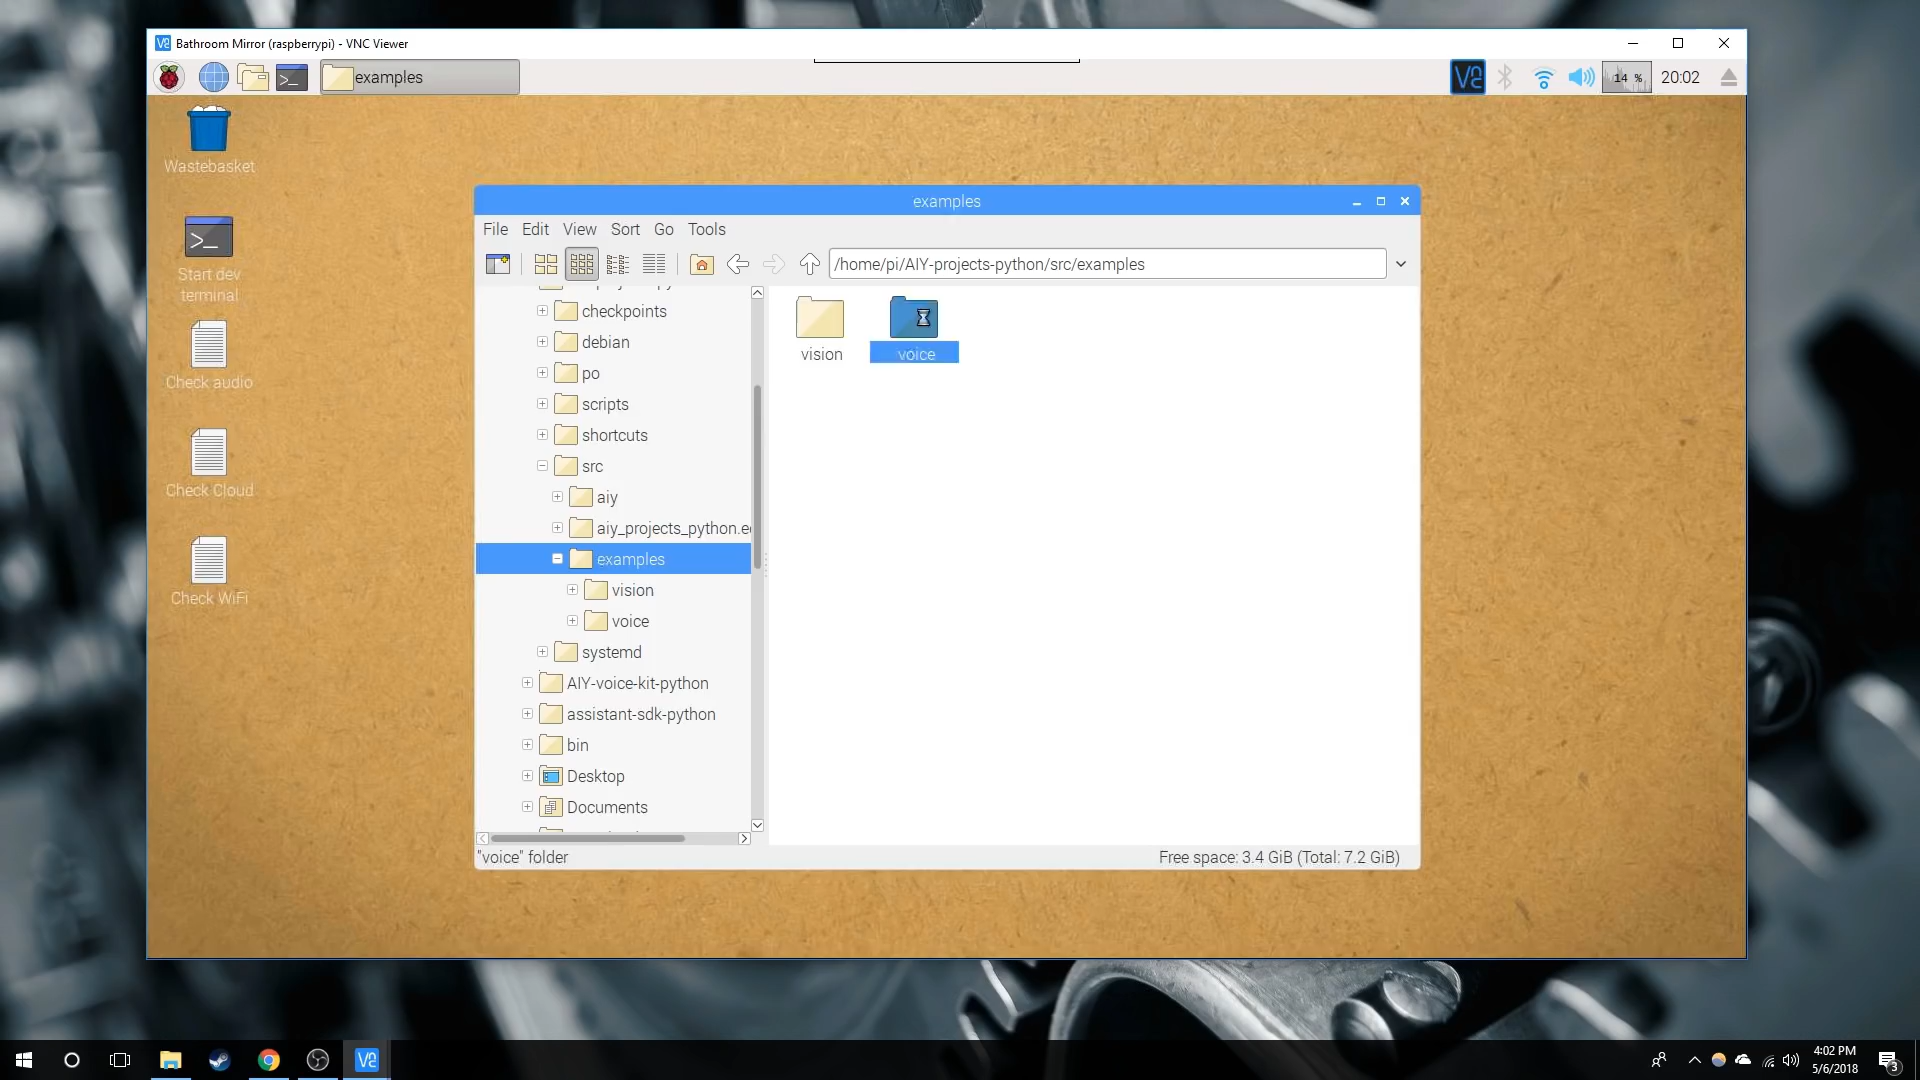 Bathroom Mirror (raspberrypi) - VNC Viewer
examples
14 %
20:02
Wastebasket
Start dev
terminal
Check audio
Check Cloud
Check WiFi
examples
File Edit View Sort Go Tools
/home/pi/AIY-projects-python/src/examples
checkpoints
debian
po
scripts
shortcuts
src
aiy
aiy_projects_python.e
examples
vision
voice
systemd
AIY-voice-kit-python
assistant-sdk-python
bin
Desktop
Documents
vision
voice
"voice" folder
Free space: 3.4 GiB (Total: 7.2 GiB)
4:02 PM
5/6/2018
3